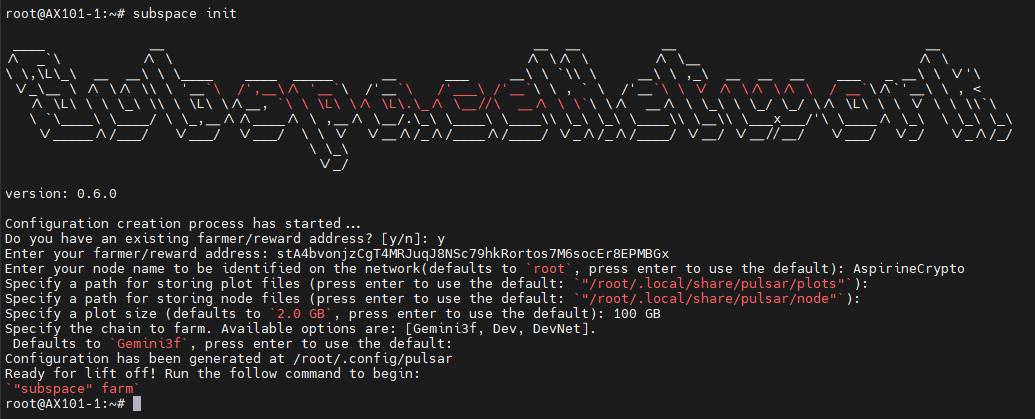 root@AX101-1:~# subspace init
version: 0.6.0
Configuration creation process has started...
Do you have an existing farmer/reward address? [y/n]: y
Enter your farmer/reward address: stA4bvonjzCgT4MRJuqJ8NSc79hkRortos7M6socEr8EPMBGx
Enter your node name to be identified on the network(defaults to `root`, press enter to use the default): AspirineCrypto
Specify a path for storing plot files (press enter to use the default: `"/root/.local/share/pulsar/plots"`):
Specify a path for storing node files (press enter to use the default: `"/root/.local/share/pulsar/node"`):
Specify a plot size (defaults to `2.0 GB`, press enter to use the default): 100 GB
Specify the chain to farm. Available options are: [Gemini3f, Dev, DevNet].
 Defaults to `Gemini3f`, press enter to use the default:
Configuration has been generated at /root/.config/pulsar
Ready for lift off! Run the follow command to begin:
`"subspace" farm`
root@AX101-1:~#